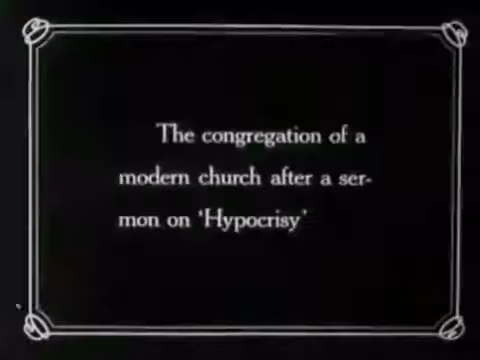 The congregation of a
modern church after a ser-
mon on ‘Hypocrisy’